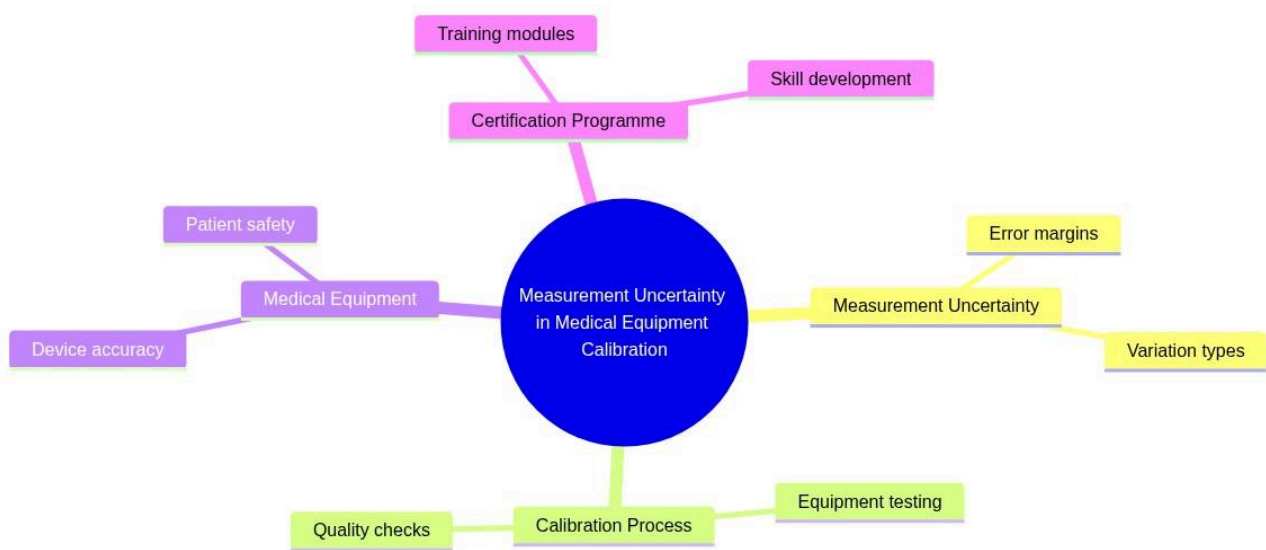 Training modules
Skill development
Certification Programme
Patient safety
Error margins
Medical Equipment
Measurement Uncertainty
in Medical Equipment
Calibration
Measurement Uncertainty
Device accuracy
Variation types
Equipment testing
Quality checks
Calibration Process